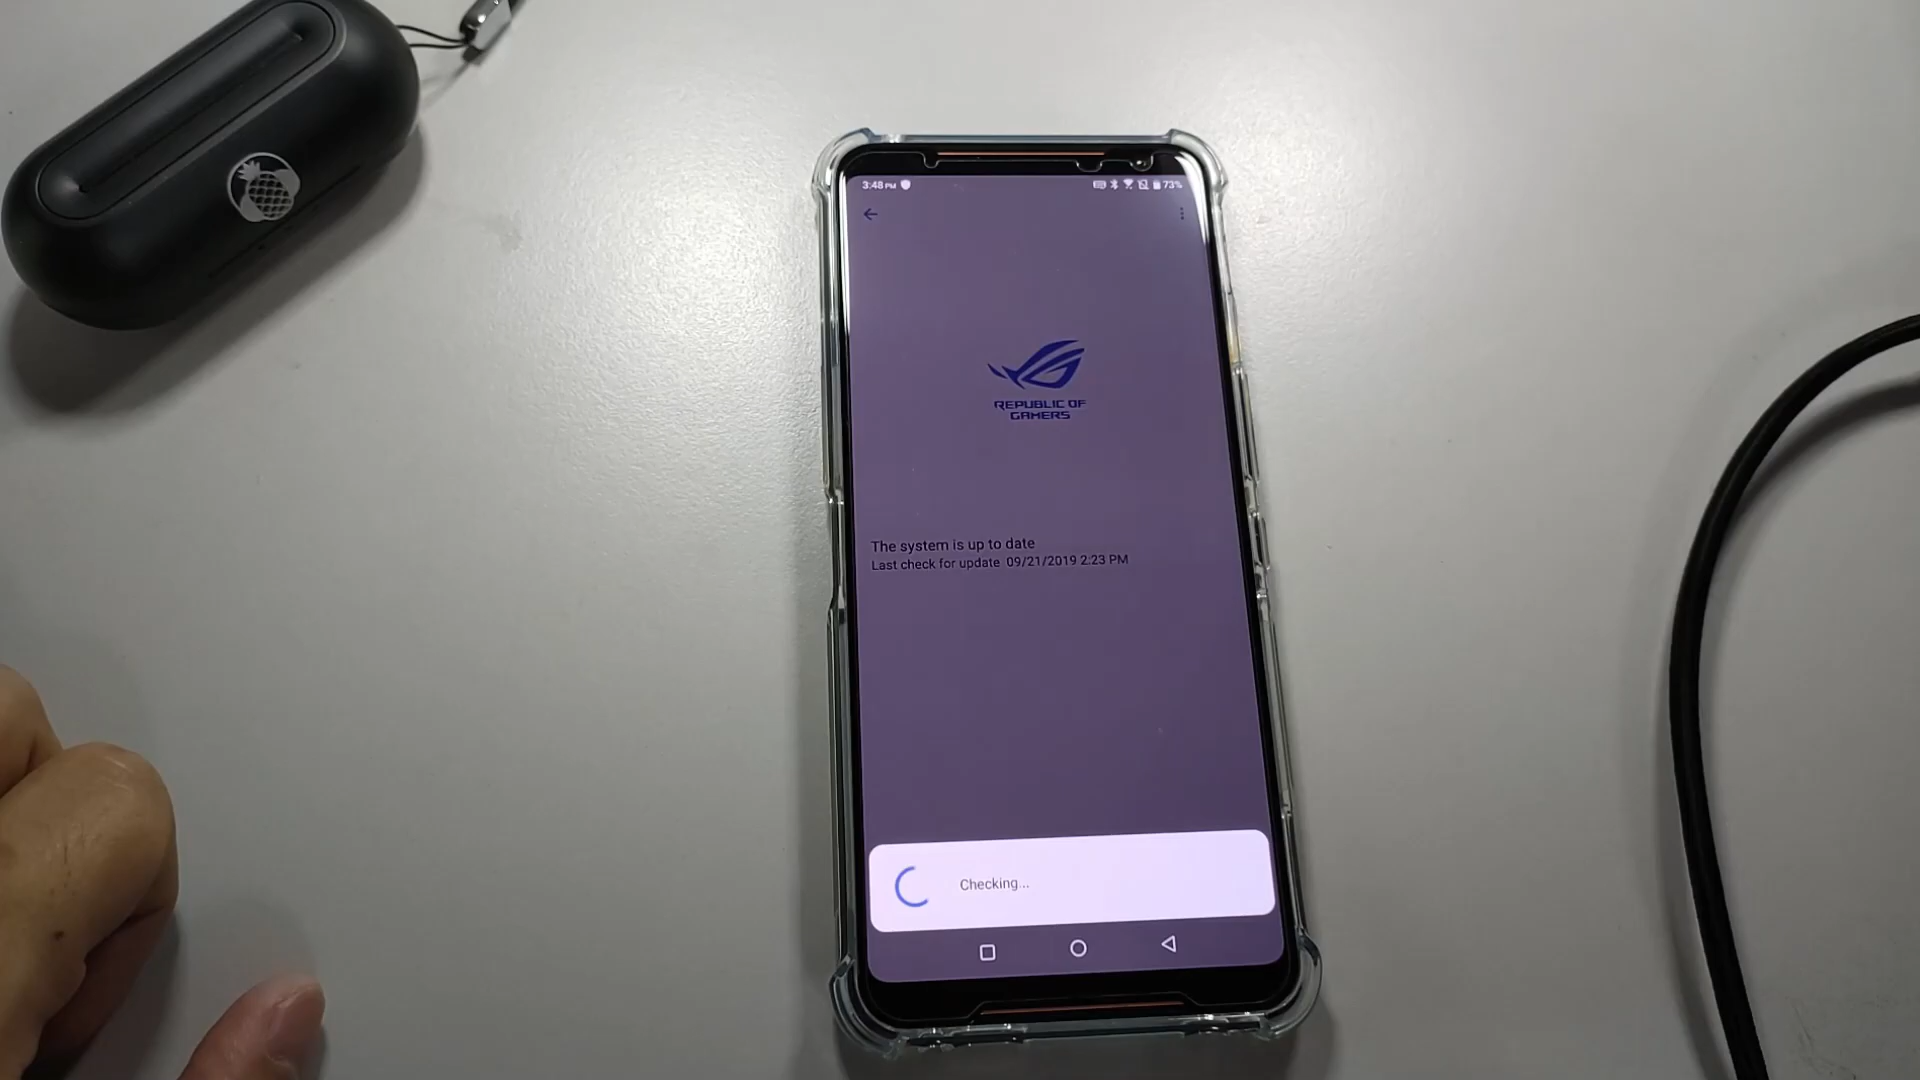 3:48 PM
73%
REPUBLIC OF
GAMERS
The system is up to date
Last check for update 09/21/2019 2:23 PM
Checking...